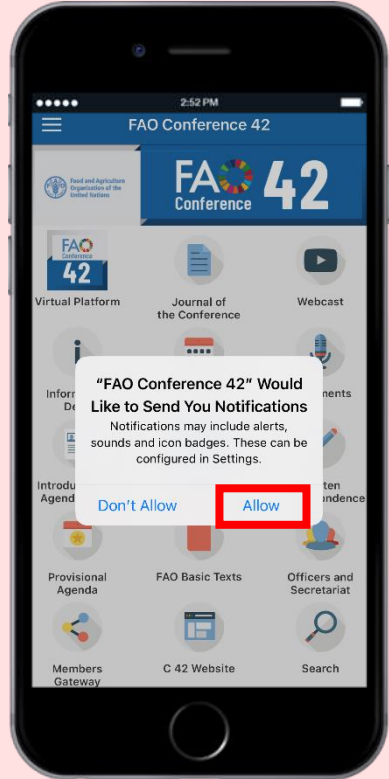 2:52 PM
FAO Conference 42
Food and Agriculture
Organization of the
United Nations
FAO
Conference
42
FAO
Conference
42
Virtual Platform
Journal of
the Conference
Webcast
"FAO Conference 42" Would
Like to Send You Notifications
Notifications may include alerts,
sounds and icon badges. These can be
configured in Settings.
Don't Allow
Allow
Provisional
Agenda
FAO Basic Texts
Officers and
Secretariat
Members
Gateway
C 42 Website
Search